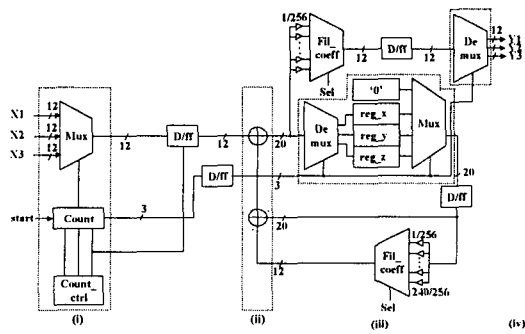 1/256
Fil_
coeff
Sel
12
D/ff
12
De
mux
12
Y1
Y3
X1
12
X2
12
X3
12
Mux
12
D/ff
12
20
De
mux
'0'
reg_x
reg_y
reg_z
Mux
3
20
D/ff
start
Count
3
D/ff
20
Count_
ctrl
12
Fil_
coeff
1/256
240/256
Sel
(i)
(ii)
(iii)
(iv)